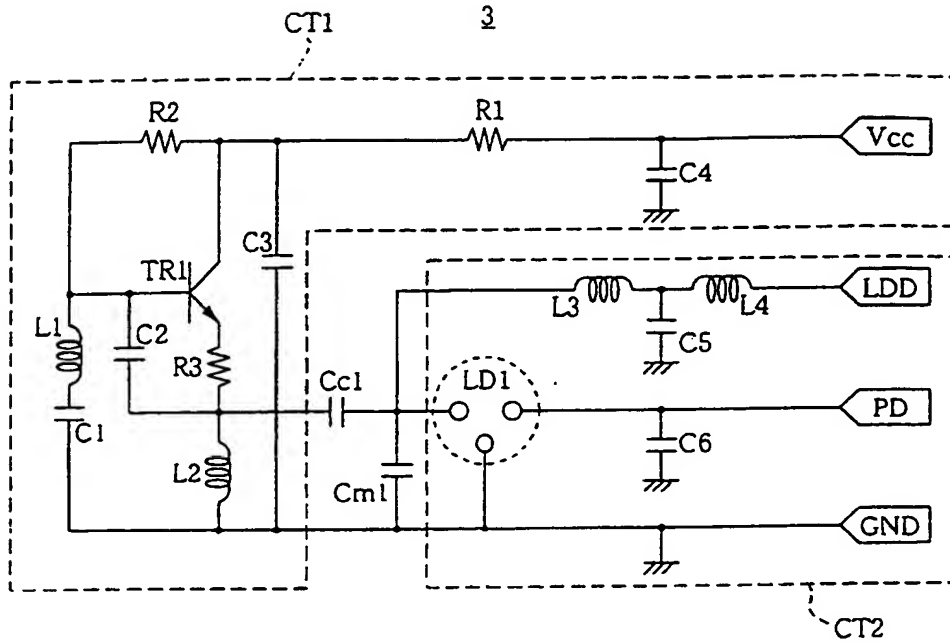 3
CT1
R2
R1
Vcc
C4
C3
TR1
LDD
L3
L4
L1
C2
C5
R3
LD1
Cc1
PD
C1
C6
L2
Cm1
GND
CT2